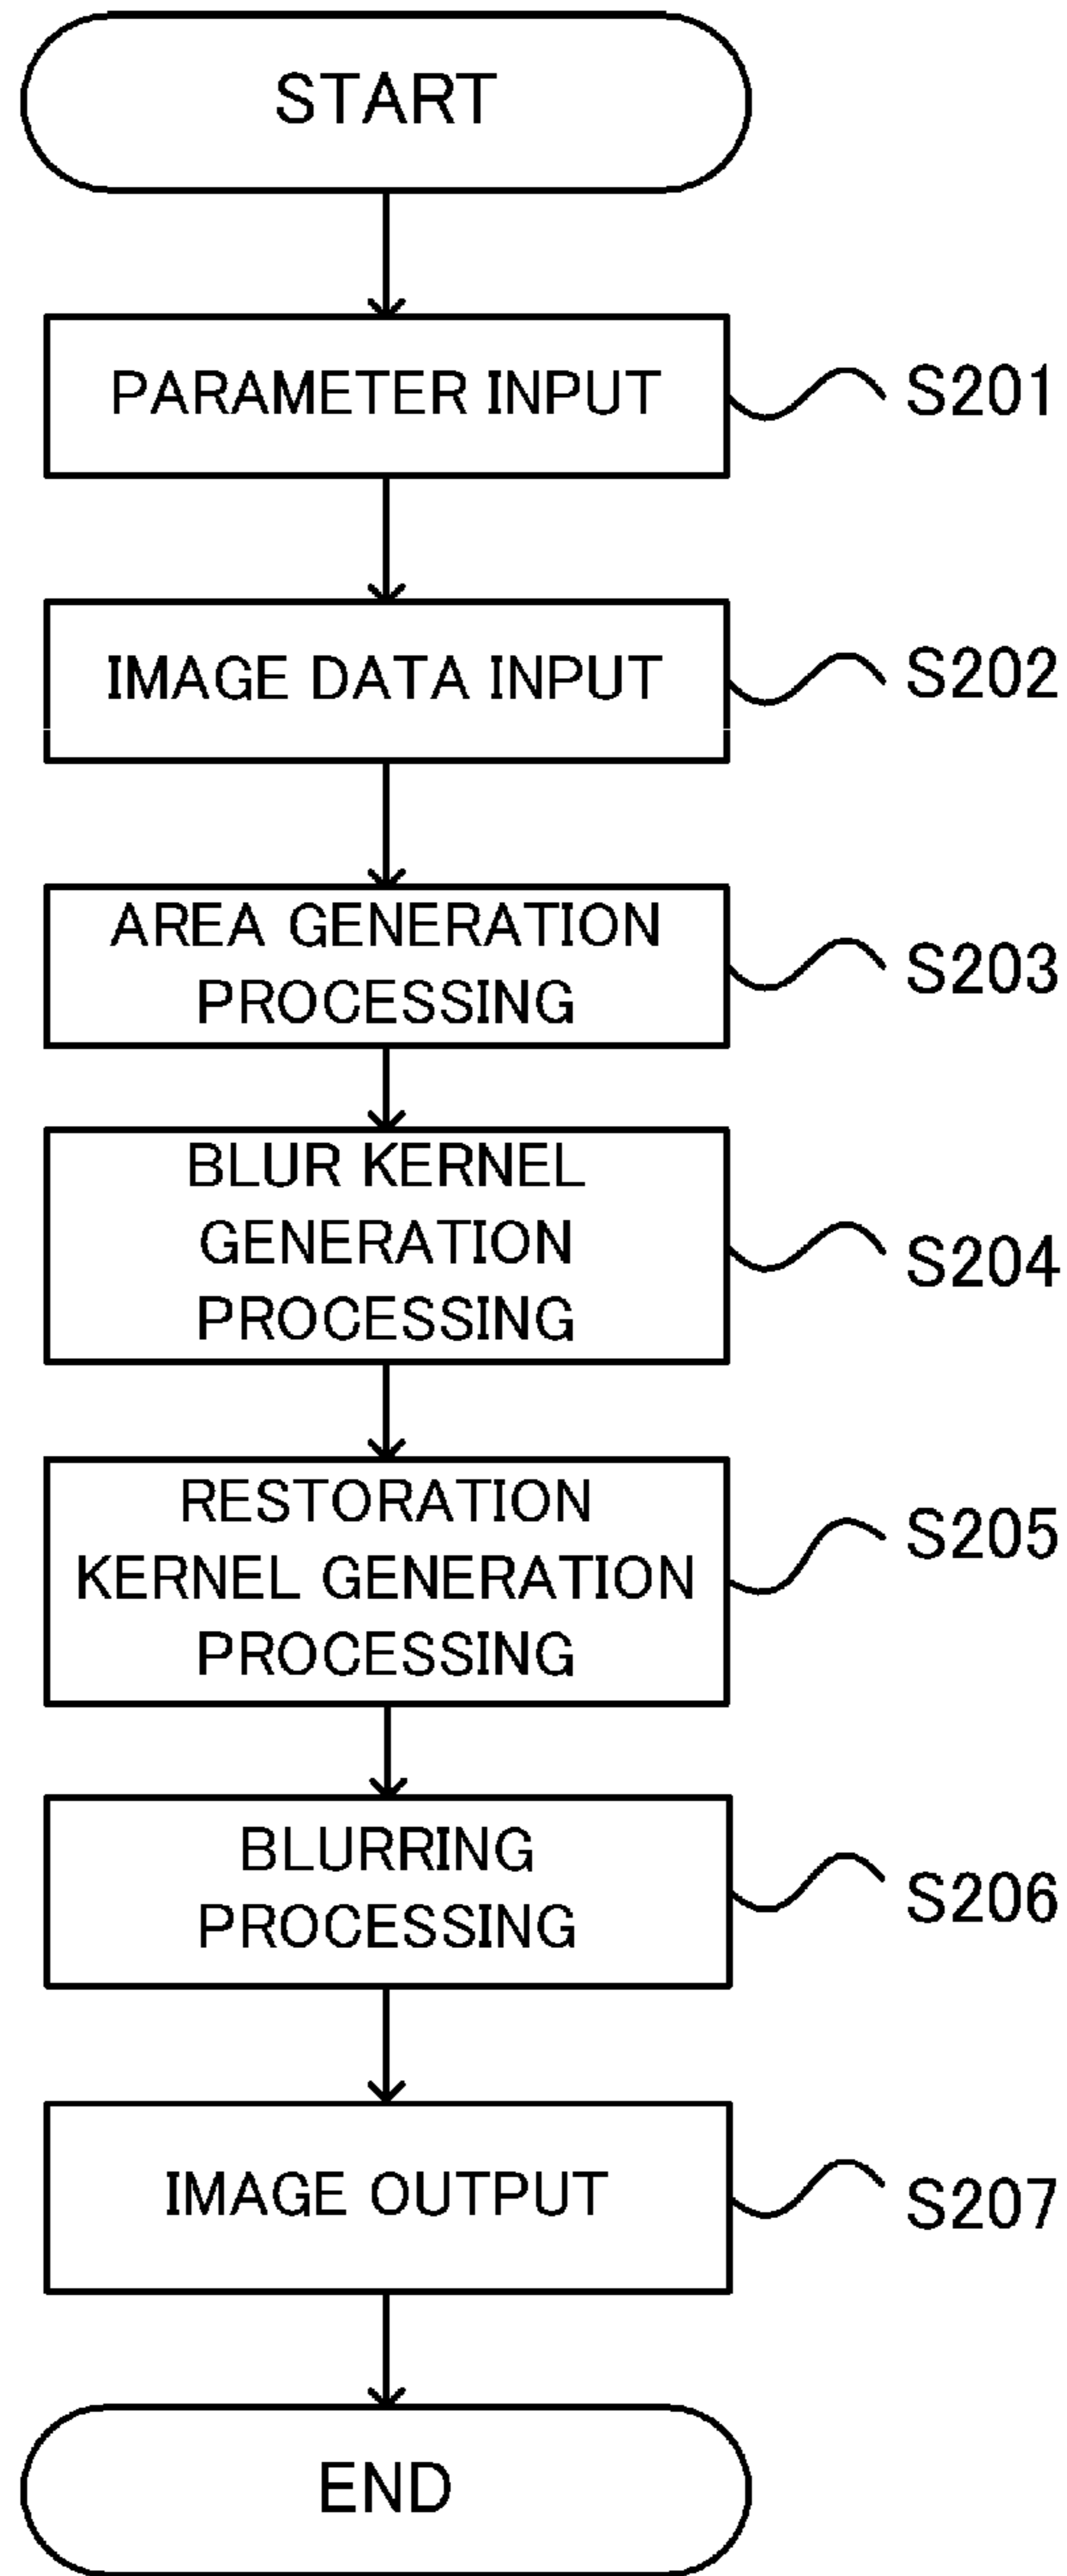 START
PARAMETER INPUT
S201
IMAGE DATA INPUT
S202
AREA GENERATION
PROCESSING
S203
BLUR KERNEL
GENERATION
PROCESSING
S204
RESTORATION
KERNEL GENERATION
PROCESSING
S205
BLURRING
PROCESSING
S206
IMAGE OUTPUT
S207
END